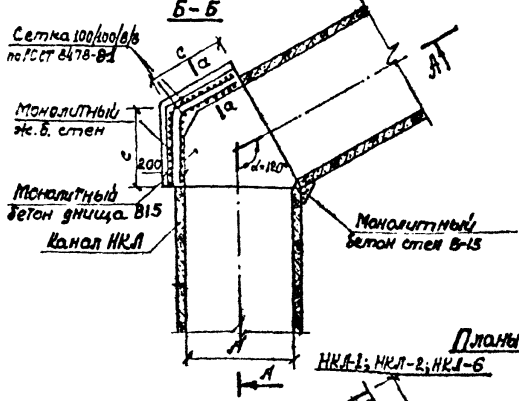 Б-Б
Сетка 100/100/8/8
по ГОСТ 8478-81
с
а
а
А
Монолитный
ж.б. стен
с
200
α=120°
Монолитный
бетон днища В15
Канал НКЛ
Монолитный
бетон стен В-15
А
А
Планы
НКЛ-1; НКЛ-2; НКЛ-6